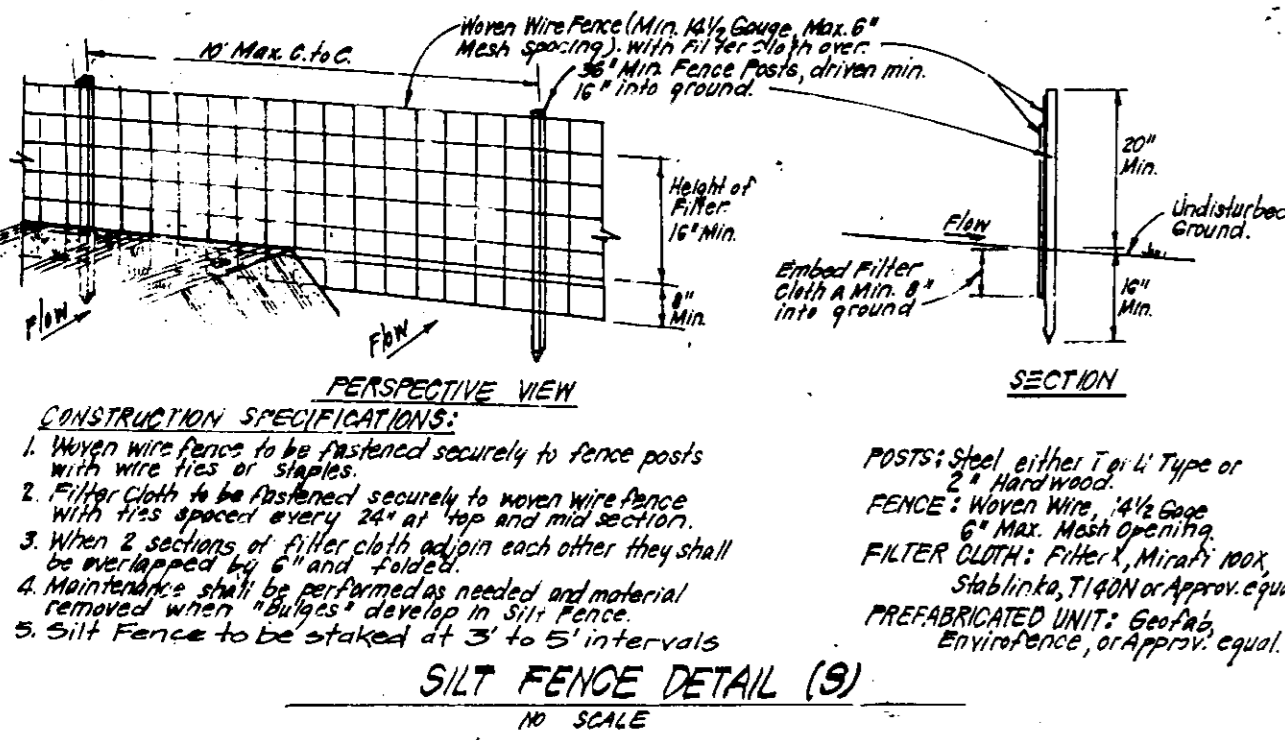 Woven Wire Fence (Min. 14½ Gauge, Max. 6"
Mesh spacing). with Filter cloth over.
10' Max. C. to C.
36" Min. Fence Posts, driven min.
16" into ground.
20"
Min.
Height of
Filter
16" Min.
Undisturbed
Ground.
Flow
Embed Filter
Cloth a Min. 8"
into ground
16"
Min.
8"
Min.
Flow
Flow
PERSPECTIVE VIEW
SECTION
CONSTRUCTION SPECIFICATIONS:
1. Woven wire fence to be fastened securely to fence posts
with wire ties or staples.
2. Filter Cloth to be fastened securely to woven wire fence
with ties spaced every 24" at top and mid section.
3. When 2 sections of filter cloth adjoin each other they shall
be overlapped by 6" and folded.
4. Maintenance shall be performed as needed and material
removed when "Bulges" develop in Silt Fence.
5. Silt Fence to be staked at 3' to 5' intervals
POSTS: Steel either T or U Type or
2" Hardwood.
FENCE: Woven Wire, 14½ Gage
6" Max. Mesh Opening.
FILTER CLOTH: Filter X, Mirafi 100X,
Stablinka, T140N or Approv. equal
PREFABRICATED UNIT: Geofab,
Envirofence, or Approv. equal.
SILT FENCE DETAIL (S)
NO SCALE